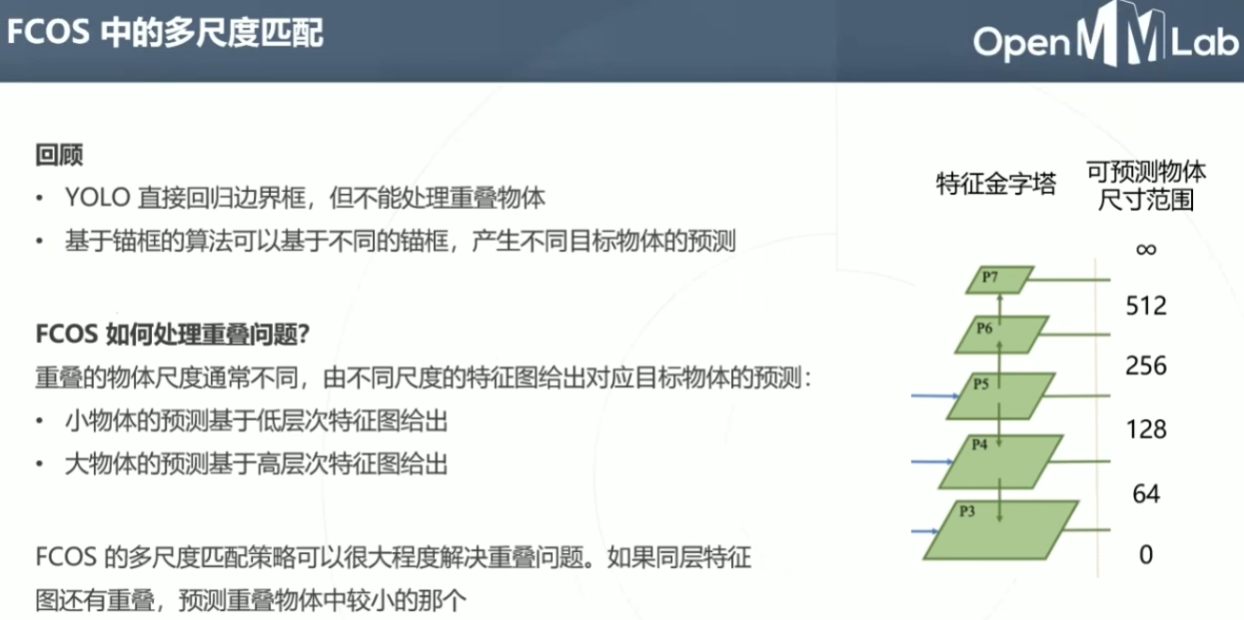 FCOS 中的多尺度匹配
OpenMMLab
回顾
• YOLO 直接回归边界框，但不能处理重叠物体
• 基于锚框的算法可以基于不同的锚框，产生不同目标物体的预测
FCOS 如何处理重叠问题？
重叠的物体尺度通常不同，由不同尺度的特征图给出对应目标物体的预测：
• 小物体的预测基于低层次特征图给出
• 大物体的预测基于高层次特征图给出
FCOS 的多尺度匹配策略可以很大程度解决重叠问题。如果同层特征
图还有重叠，预测重叠物体中较小的那个
特征金字塔
可预测物体
尺寸范围
∞
P7
512
P6
256
P5
128
P4
64
P3
0